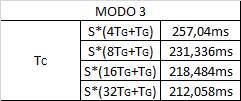 MODO 3
Tc
S*(4TG+TG) 257,04ms
S*(8TG+TG) 231,336ms
S*(16TG+TG) 218,484ms
S*(32TG+TG) 212,058ms